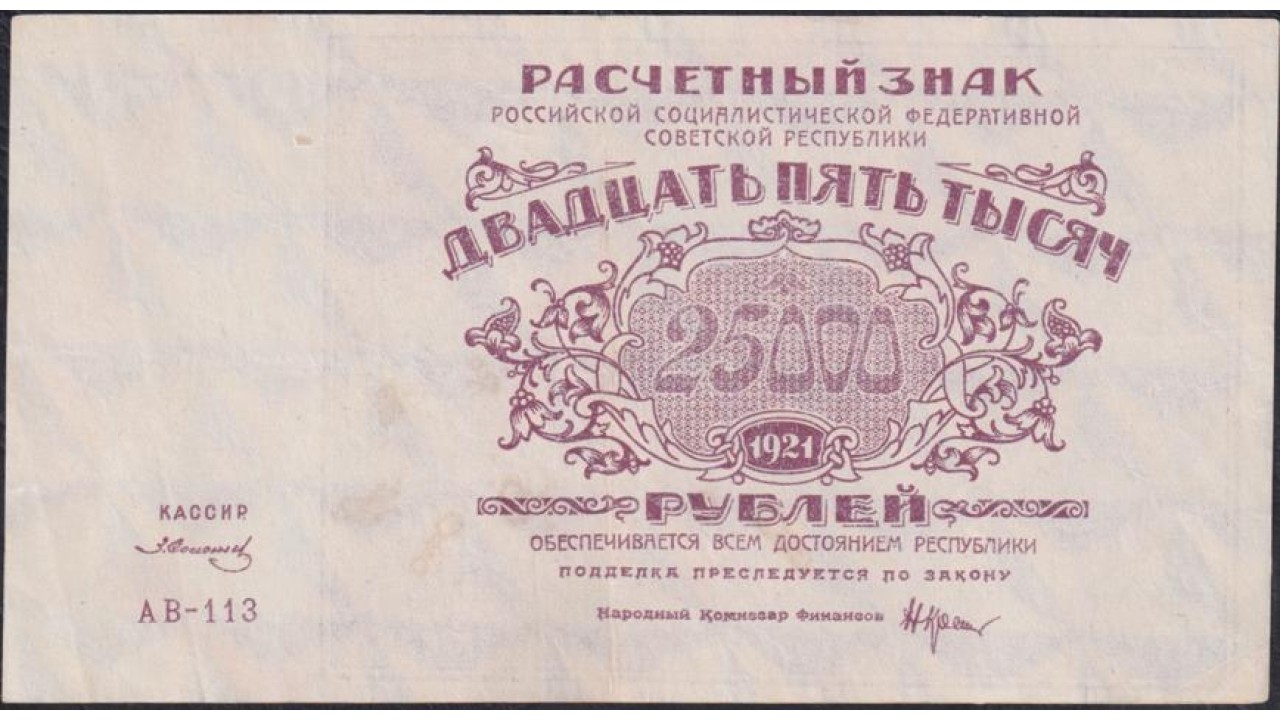 РАСЧЕТНЫЙ ЗНАК
РОССИЙСКОЙ СОЦИАЛИСТИЧЕСКОЙ ФЕДЕРАТИВНОЙ
СОВЕТСКОЙ РЕСПУБЛИКИ
ДВАДЦАТЬ ПЯТЬ ТЫСЯЧ
25000
1921
РУБЛЕЙ
ОБЕСПЕЧИВАЕТСЯ ВСЕМ ДОСТОЯНИЕМ РЕСПУБЛИКИ
ПОДДЕЛКА ПРЕСЛЕДУЕТСЯ ПО ЗАКОНУ
Народный Комиссар Финансов
КАССИР
АВ-113